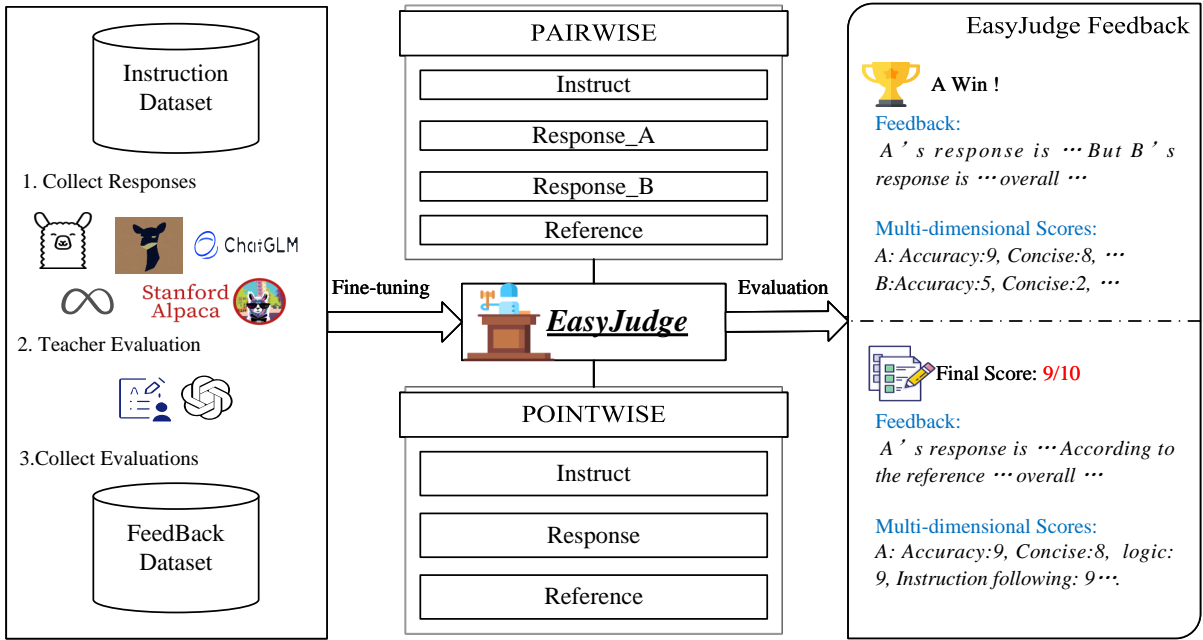 Instruction
Dataset
1. Collect Responses
ChatGLM
Stanford
Alpaca
2. Teacher Evaluation
3.Collect Evaluations
FeedBack
Dataset
Fine-tuning
PAIRWISE
Instruct
Response_A
Response_B
Reference
EasyJudge
POINTWISE
Instruct
Response
Reference
Evaluation
EasyJudge Feedback
A Win !
Feedback:
A’s response is … But B’s
response is … overall …
Multi-dimensional Scores:
A: Accuracy:9, Concise:8, …
B:Accuracy:5, Concise:2, …
Final Score: 9/10
Feedback:
A’s response is … According to
the reference … overall …
Multi-dimensional Scores:
A: Accuracy:9, Concise:8, logic:
9, Instruction following: 9….